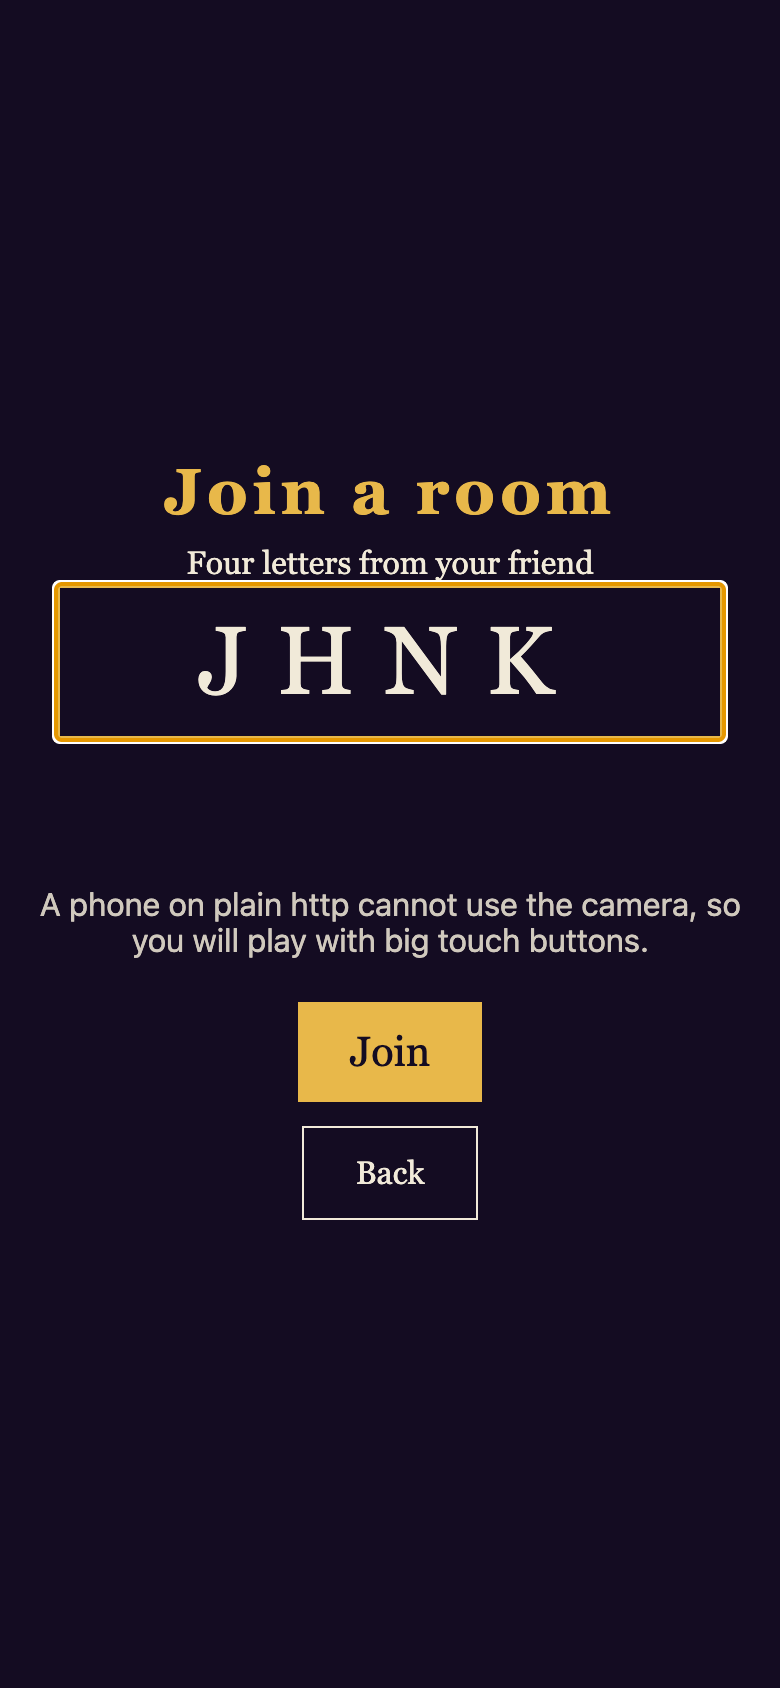 Join a room
Four letters from your friend
J H N K
A phone on plain http cannot use the camera, so
you will play with big touch buttons.
Join
Back